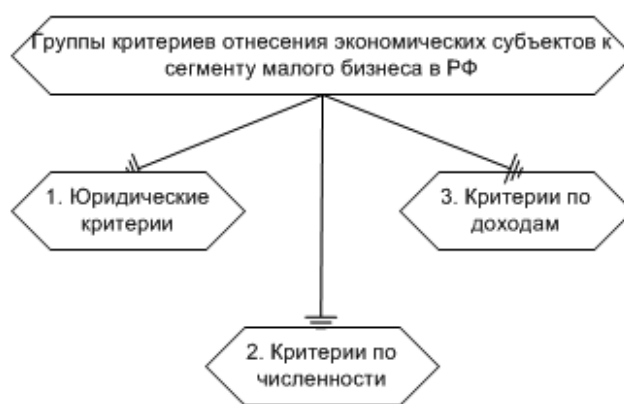 Группы критериев отнесения экономических субъектов к
сегменту малого бизнеса в РФ
1. Юридические
критерии
3. Критерии по
доходам
2. Критерии по
численности